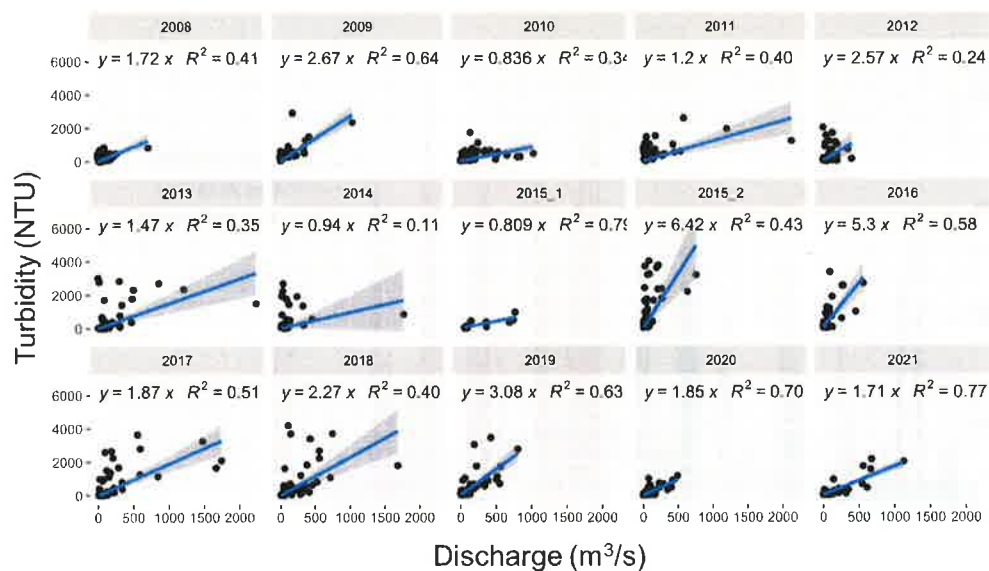 2008 2009 2010 2011 2012
y = 1.72 x R² = 0.41 y = 2.67 x R² = 0.64 y = 0.836 x R² = 0.34 y = 1.2 x R² = 0.40 y = 2.57 x R² = 0.24
6000
4000
2000
0
2013 2014 2015_1 2015_2 2016
y = 1.47 x R² = 0.35 y = 0.94 x R² = 0.11 y = 0.809 x R² = 0.79 y = 6.42 x R² = 0.43 y = 5.3 x R² = 0.58
6000
4000
2000
0
2017 2018 2019 2020 2021
y = 1.87 x R² = 0.51 y = 2.27 x R² = 0.40 y = 3.08 x R² = 0.63 y = 1.85 x R² = 0.70 y = 1.71 x R² = 0.77
6000
4000
2000
0
0 500 1000 1500 2000 0 500 1000 1500 2000 0 500 1000 1500 2000 0 500 1000 1500 2000 0 500 1000 1500 2000
Turbidity (NTU)
Discharge (m³/s)